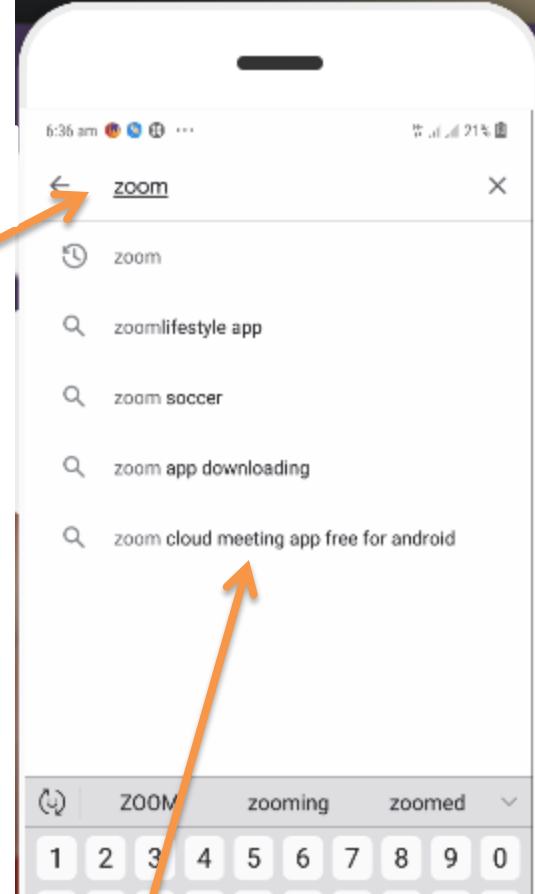 6:36 am ... 21%
zoom
zoom
zoomlifestyle app
zoom soccer
zoom app downloading
zoom cloud meeting app free for android
ZOOM zooming zoomed
1 2 3 4 5 6 7 8 9 0